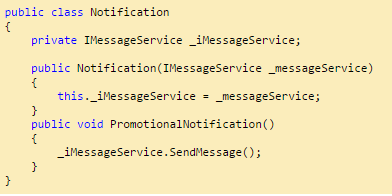 public class Notification
{
    private IMessageService _iMessageService;

    public Notification(IMessageService _messageService)
    {
        this._iMessageService = _messageService;
    }
    public void PromotionalNotification()
    {
        _iMessageService.SendMessage();
    }
}